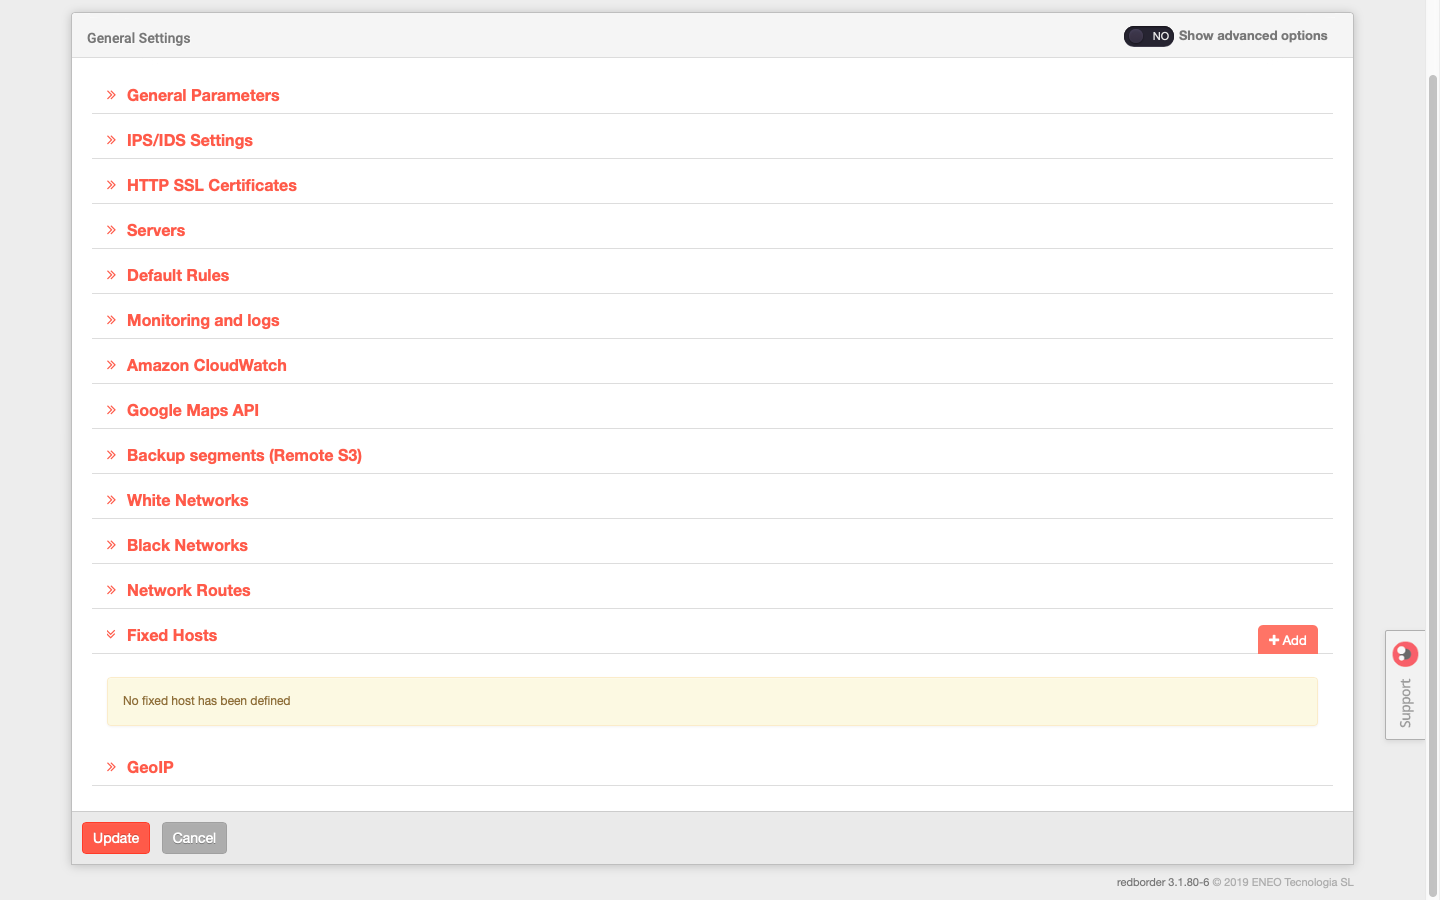 General Settings
NO Show advanced options
General Parameters
IPS/IDS Settings
HTTP SSL Certificates
Servers
Default Rules
Monitoring and logs
Amazon CloudWatch
Google Maps API
Backup segments (Remote S3)
White Networks
Black Networks
Network Routes
Fixed Hosts
Add
No fixed host has been defined
GeoIP
Update
Cancel
Support
redborder 3.1.80-6 © 2019 ENEO Tecnologia SL